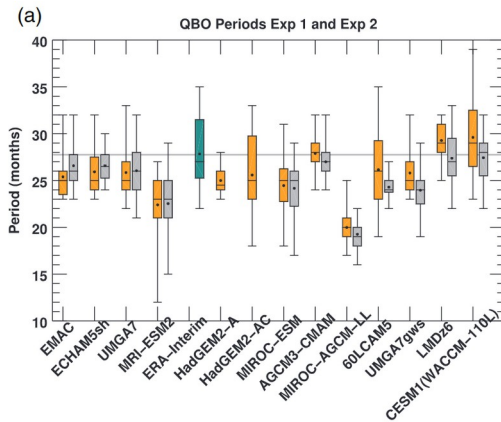 (a)
QBO Periods Exp 1 and Exp 2
40
35
30
25
20
15
10
Period (months)
EMAC
ECHAM5sh
UMGA7
MRI-ESM2
ERA-Interim
HadGEM2-A
HadGEM2-AC
MIROC-ESM
AGCM3-CMAM
MIROC-AGCM-LL
60LCAM5
UMGA7gws
LMDz6
CESM1(WACCM-110L)